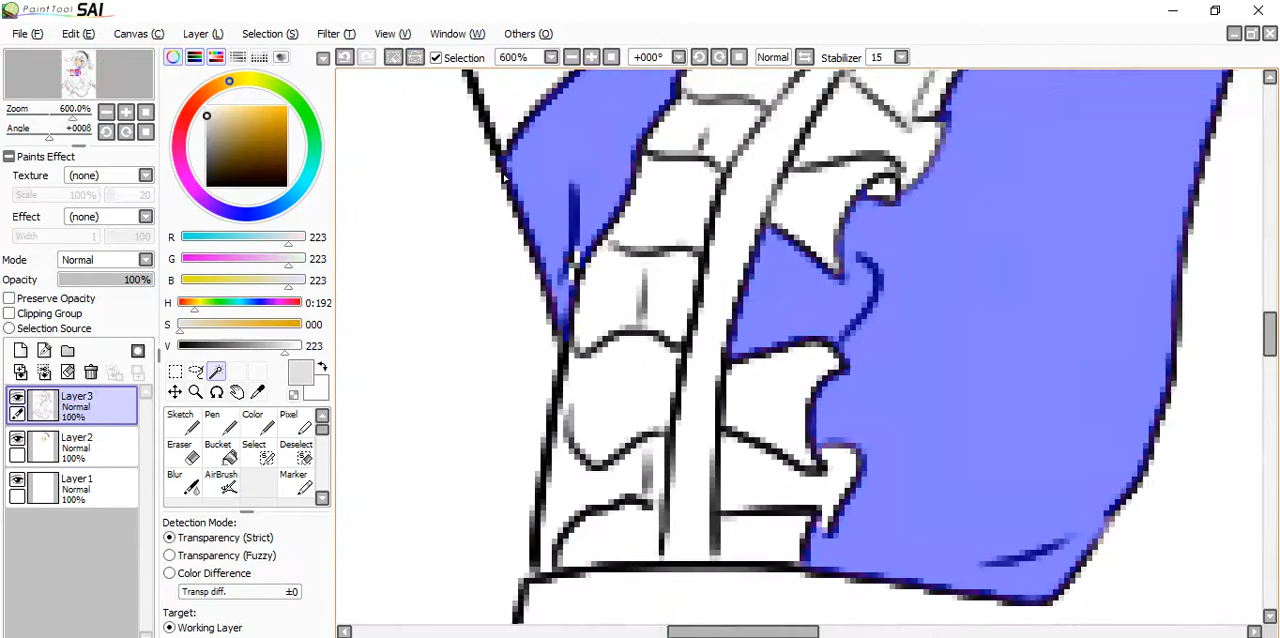 PaintTool SAI
File (F) Edit (E) Canvas (C) Layer (L) Selection (S) Filter (T) View (V) Window (W) Others (O)
Selection 600% +000° Normal Stabilizer 15
Zoom 600.0%
Angle +000ß
Paints Effect
Texture (none)
Scale 100% 20
Effect (none)
Width 1 100
Mode Normal
Opacity 100%
Preserve Opacity
Clipping Group
Selection Source
R 223
G 223
B 223
H 0:192
S 000
V 223
Layer3
Normal
100%
Layer2
Normal
100%
Layer1
Normal
100%
Sketch Pen Color Pixel
Eraser Bucket Select Deselect
Blur AirBrush Marker
Detection Mode:
Transparency (Strict)
Transparency (Fuzzy)
Color Difference
Transp diff. ±0
Target:
Working Layer